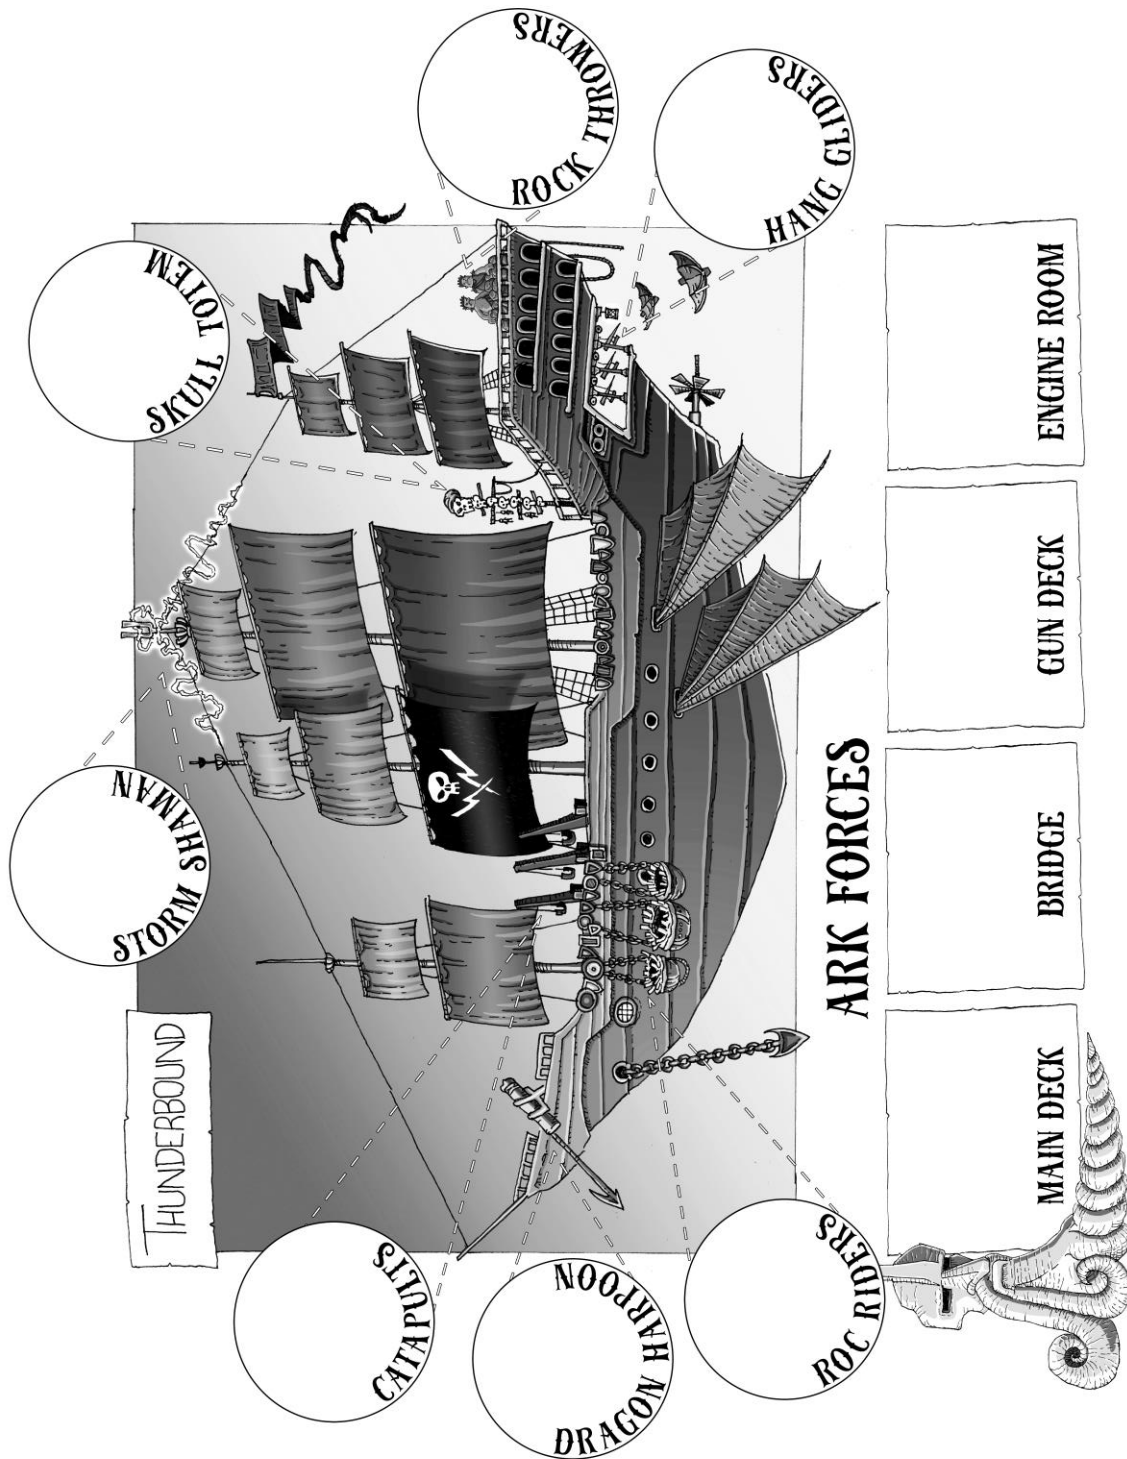 THUNDERBOUND
STORM SHAMAN
SKULL TOTEM
CATAPULTS
ROCK THROWERS
DRAGON HARPOON
HANG GLIDERS
ROC RIDERS
ARK FORCES
MAIN DECK
BRIDGE
GUN DECK
ENGINE ROOM